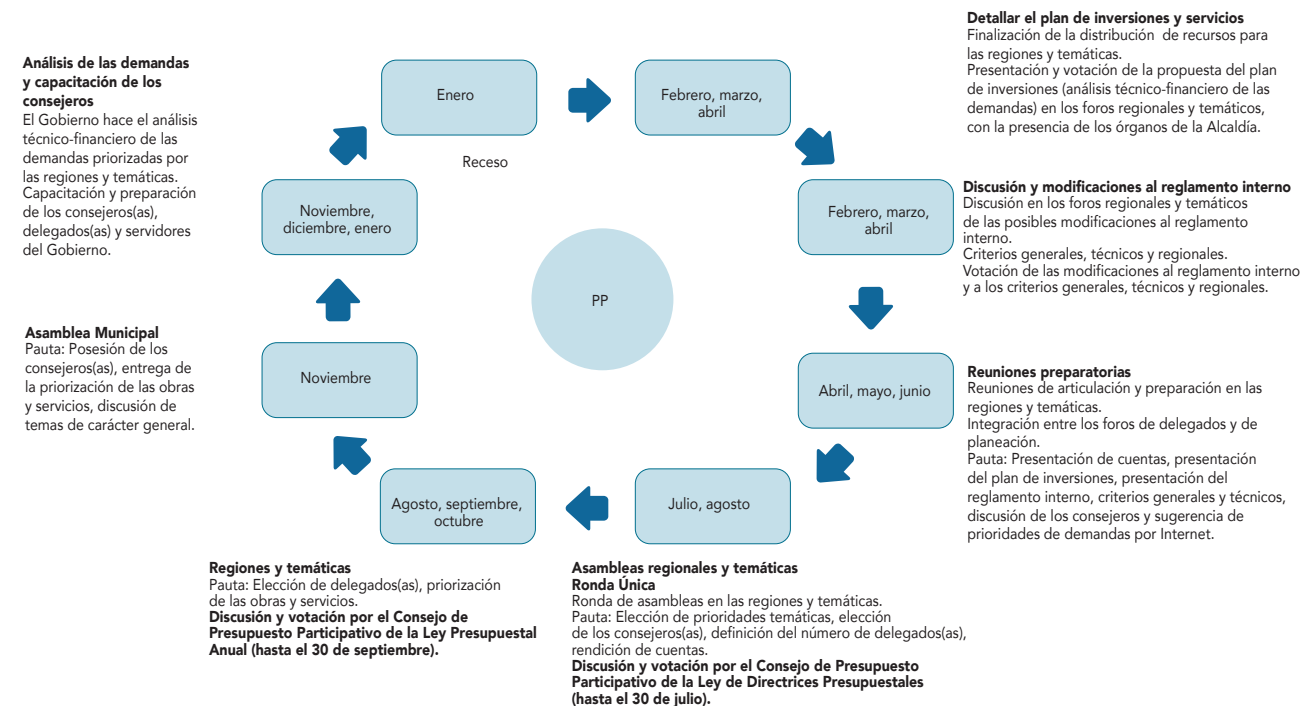 Enero
Receso
Febrero, marzo,
abril
Detallar el plan de inversiones y servicios
Finalización de la distribución de recursos para
las regiones y temáticas.
Presentación y votación de la propuesta del plan
de inversiones (análisis técnico-financiero de las
demandas) en los foros regionales y temáticos,
con la presencia de los órganos de la Alcaldía.
Febrero, marzo,
abril
Discusión y modificaciones al reglamento interno
Discusión en los foros regionales y temáticos
de las posibles modificaciones al reglamento
interno.
Criterios generales, técnicos y regionales.
Votación de las modificaciones al reglamento interno
y a los criterios generales, técnicos y regionales.
Abril, mayo, junio
Reuniones preparatorias
Reuniones de articulación y preparación en las
regiones y temáticas.
Integración entre los foros de delegados y de
planeación.
Pauta: Presentación de cuentas, presentación
del plan de inversiones, presentación del
reglamento interno, criterios generales y técnicos,
discusión de los consejeros y sugerencia de
prioridades de demandas por Internet.
Julio, agosto
Asambleas regionales y temáticas
Ronda Única
Ronda de asambleas en las regiones y temáticas.
Pauta: Elección de prioridades temáticas, elección
de los consejeros(as), definición del número de delegados(as),
rendición de cuentas.
Discusión y votación por el Consejo de Presupuesto
Participativo de la Ley de Directrices Presupuestales
(hasta el 30 de julio).
Agosto, septiembre,
octubre
Regiones y temáticas
Pauta: Elección de delegados(as), priorización
de las obras y servicios.
Discusión y votación por el Consejo de
Presupuesto Participativo de la Ley Presupuestal
Anual (hasta el 30 de septiembre).
Noviembre
Asamblea Municipal
Pauta: Posesión de los
consejeros(as), entrega de
la priorización de las obras
y servicios, discusión de
temas de carácter general.
Noviembre,
diciembre, enero
Análisis de las demandas
y capacitación de los
consejeros
El Gobierno hace el análisis
técnico-financiero de las
demandas priorizadas por
las regiones y temáticas.
Capacitación y preparación
de los consejeros(as),
delegados(as) y servidores
del Gobierno.
PP